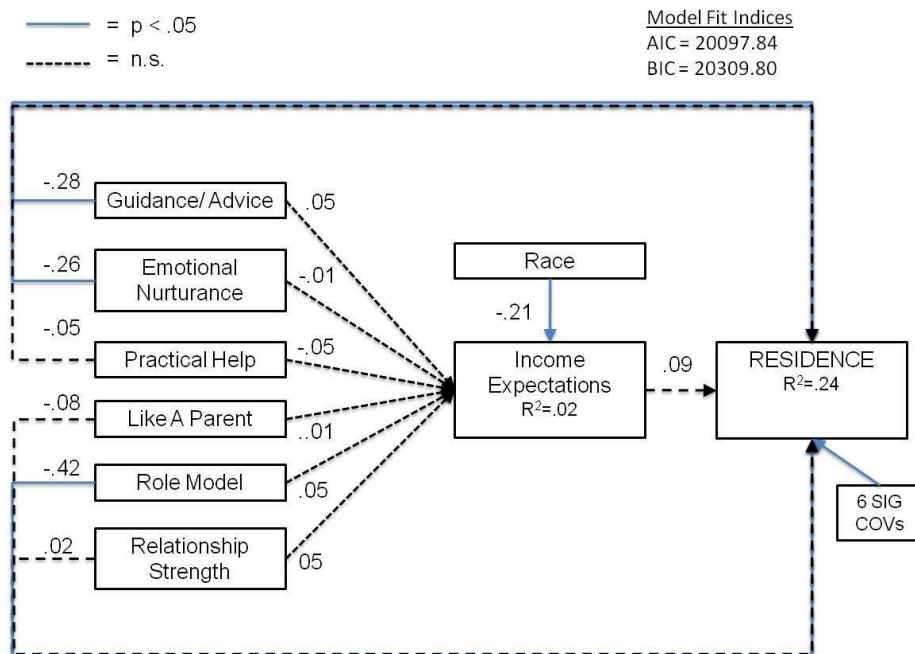 = p < .05
= n.s.
Model Fit Indices
AIC = 20097.84
BIC = 20309.80
-.28
Guidance/ Advice
.05
-.26
Emotional
Nurturance
-.01
Race
-.21
-.05
Practical Help
-.05
Income
Expectations
R²=.02
.09
RESIDENCE
R²=.24
-.08
Like A Parent
..01
-.42
Role Model
.05
6 SIG
COVs
.02
Relationship
Strength
05